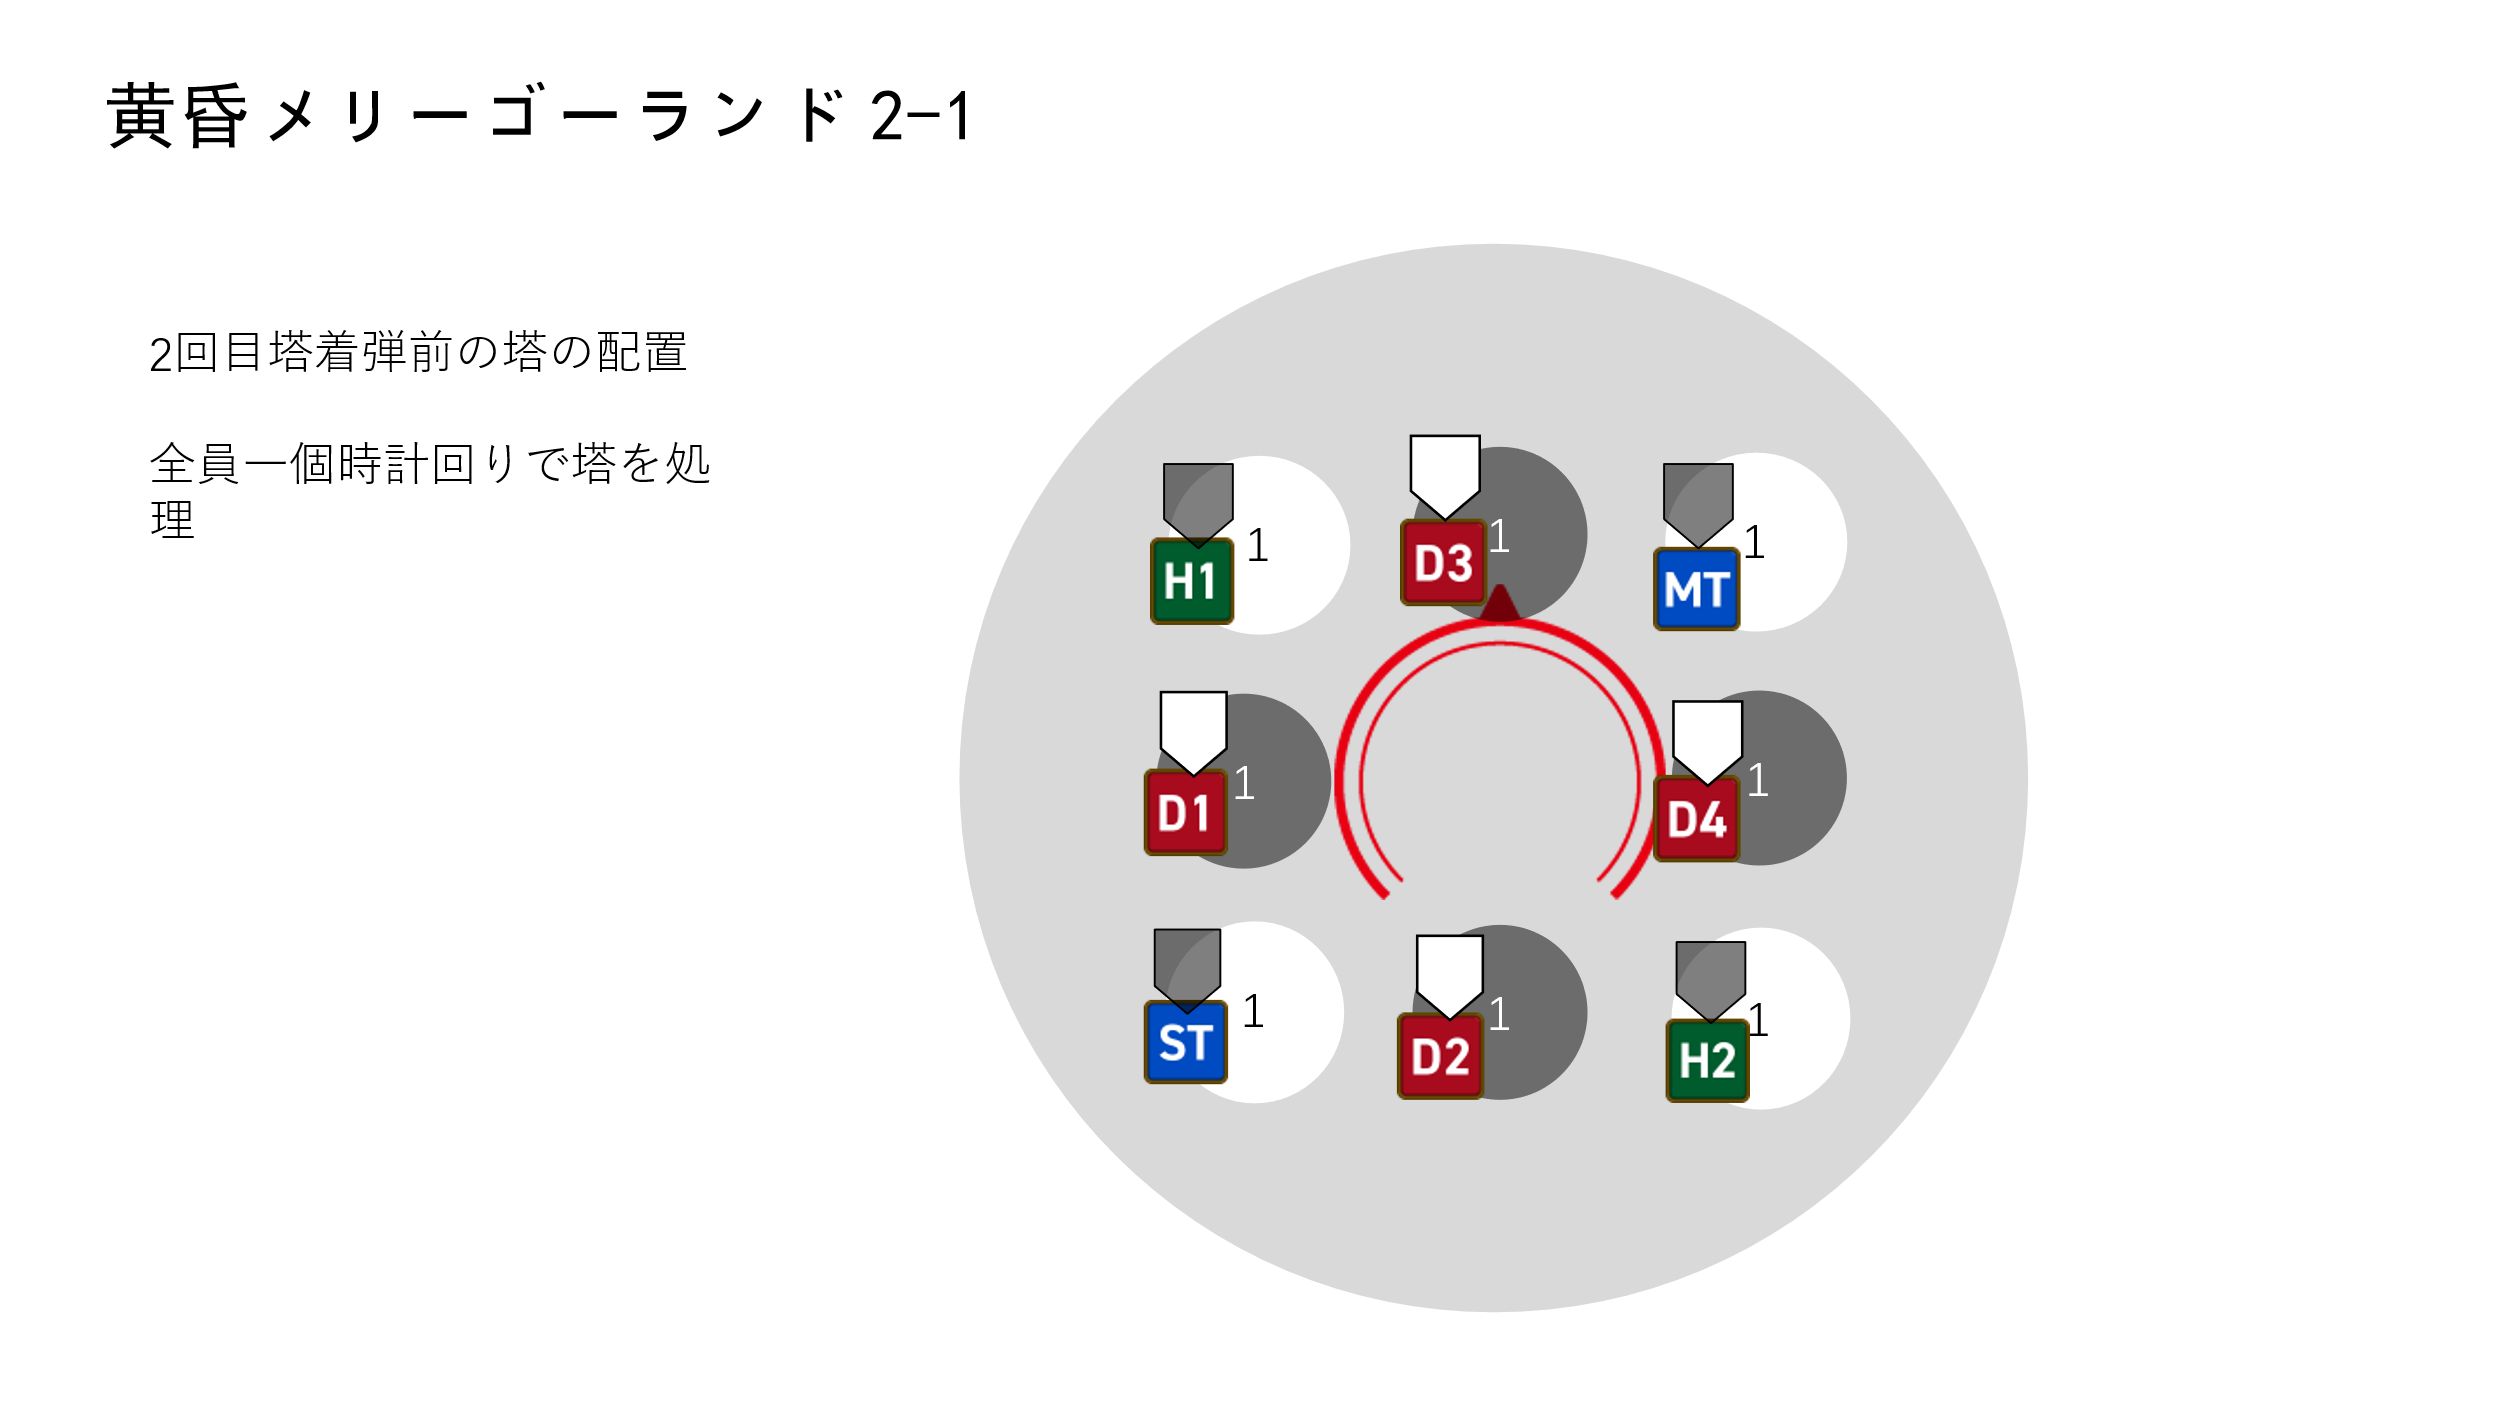 黄昏メリーゴーランド2−1
2回目塔着弾前の塔の配置
全員一個時計回りで塔を処
理
H1 1 D3 1 MT 1
D1 1 D4 1
ST 1 D2 1 H2 1